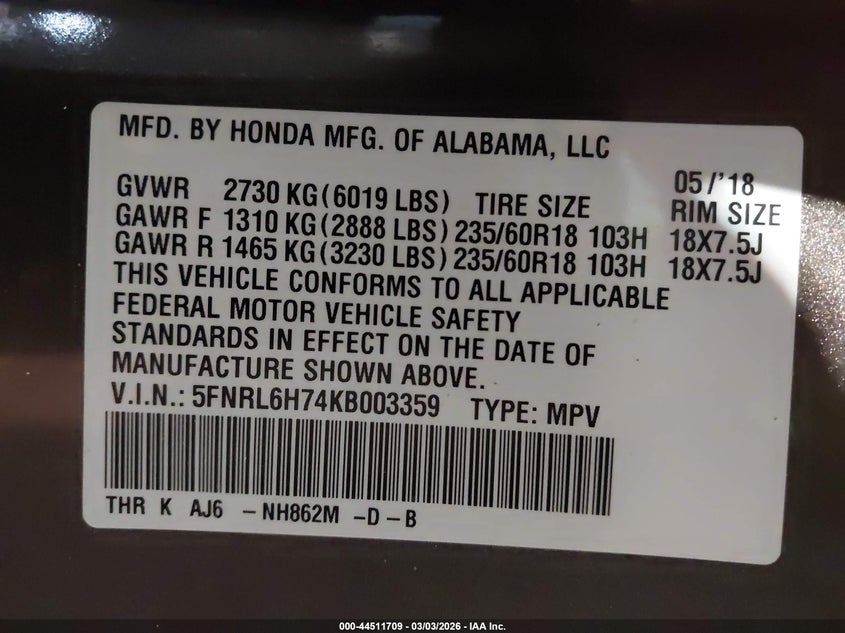 MFD. BY HONDA MFG. OF ALABAMA, LLC
05/'18
GVWR 2730 KG(6019 LBS) TIRE SIZE RIM SIZE
GAWR F 1310 KG(2888 LBS) 235/60R18 103H 18X7.5J
GAWR R 1465 KG(3230 LBS) 235/60R18 103H 18X7.5J
THIS VEHICLE CONFORMS TO ALL APPLICABLE
FEDERAL MOTOR VEHICLE SAFETY
STANDARDS IN EFFECT ON THE DATE OF
MANUFACTURE SHOWN ABOVE.
V.I.N.: 5FNRL6H74KB003359 TYPE: MPV
THR K AJ6 -NH862M -D-B
000-44511709 - 03/03/2026 - IAA Inc.